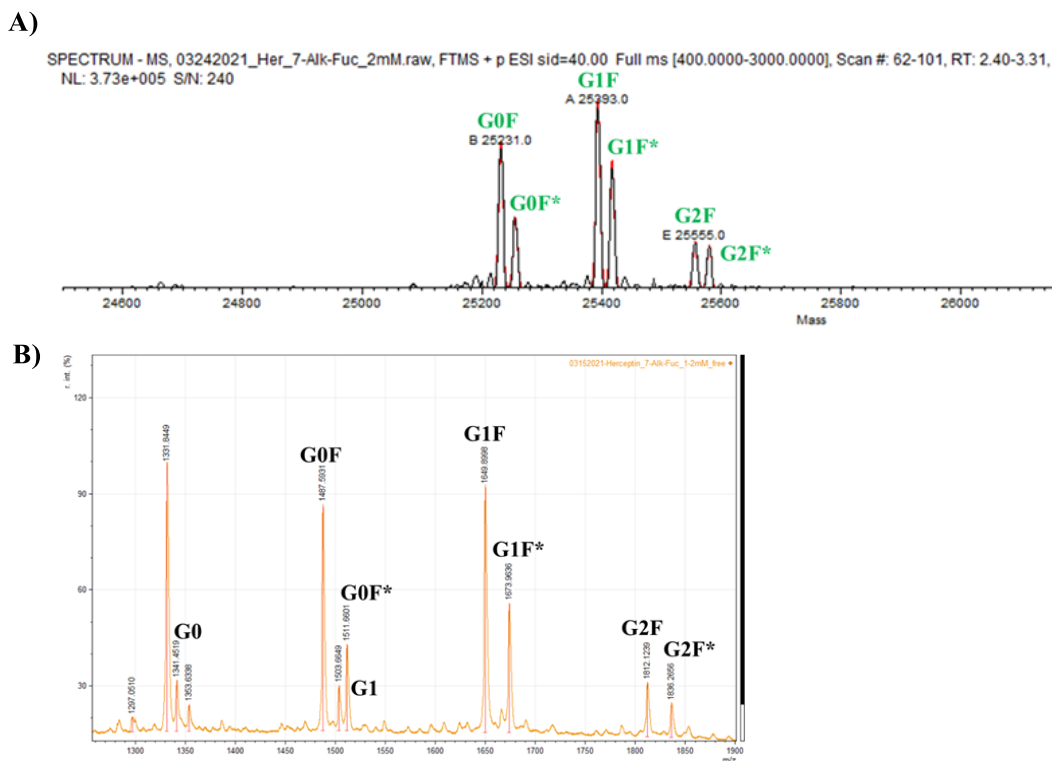 A)
SPECTRUM - MS, 03242021_Her_7-Alk-Fuc_2mM.raw, FTMS + p ESI sid=40.00 Full ms [400.0000-3000.0000], Scan #: 62-101, RT: 2.40-3.31,
NL: 3.73e+005 S/N: 240
G1F
A 25393.0
G0F
B 25231.0
G1F*
G0F*
G2F
E 25555.0
G2F*
24600 24800 25000 25200 25400 25600 25800 26000
Mass
B)
r. int. (%)
03152021-Herceptin_7-Alk-Fuc_1-2mM_free
120
90
60
30
1297.0510
1331.8449
G0
1341.4519
1353.6338
G0F
1487.5931
1503.6649
G1
G0F*
1511.6601
G1F
1649.8998
G1F*
1673.9636
G2F
1812.1239
G2F*
1836.2656
1300 1350 1400 1450 1500 1550 1600 1650 1700 1750 1800 1850 1900
m/z